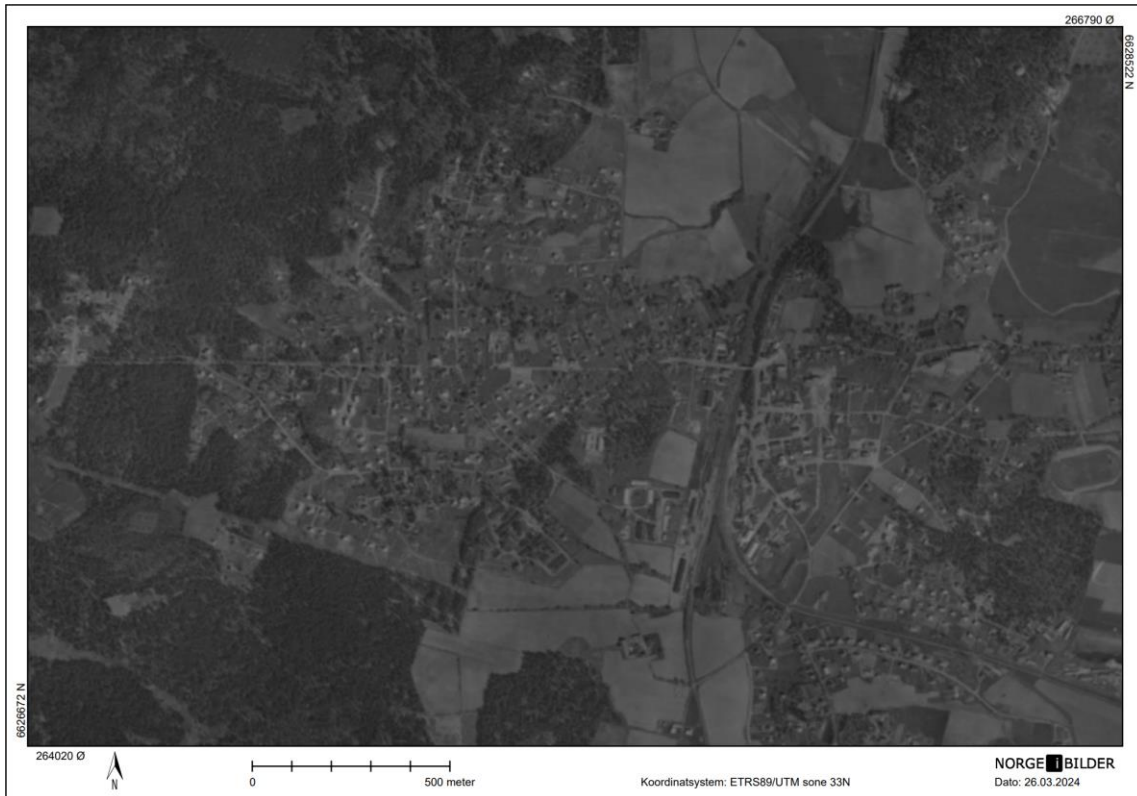 266790 Ø
6628522 N
6626672 N
264020 Ø
N
0 500 meter
Koordinatsystem: ETRS89/UTM sone 33N
NORGE i BILDER
Dato: 26.03.2024